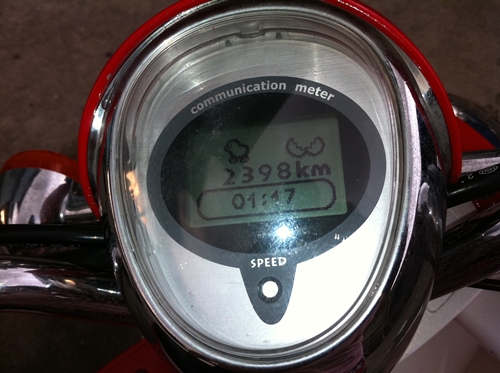 communication meter
2398km
01:17
SPEED